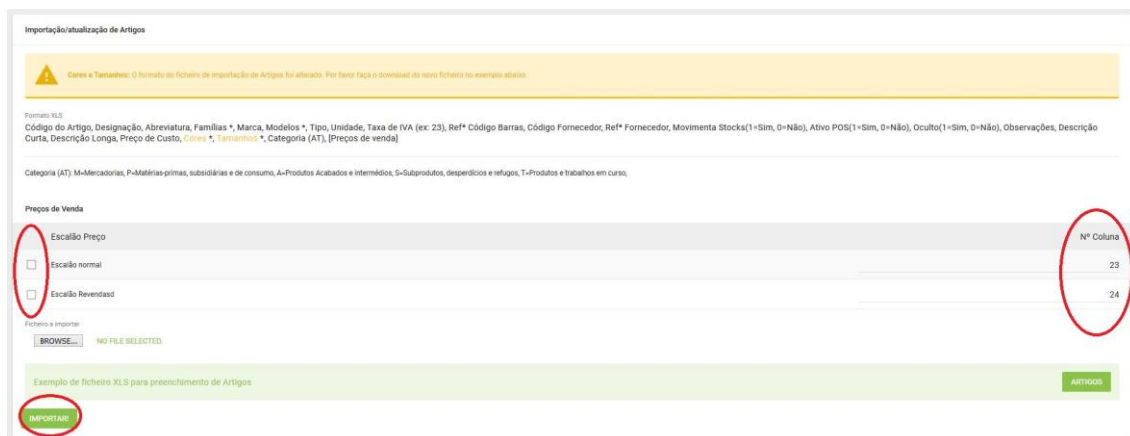 Importação/atualização de Artigos
Cores e Tamanhos: O formato do ficheiro de importação de Artigos foi alterado. Por favor faça o download do novo ficheiro no exemplo abaixo.
Formato XLS
Código do Artigo, Designação, Abreviatura, Famílias *, Marca, Modelos *, Tipo, Unidade, Taxa de IVA (ex: 23), Refª Código Barras, Código Fornecedor, Refª Fornecedor, Movimenta Stocks(1=Sim, 0=Não), Ativo POS(1=Sim, 0=Não), Oculto(1=Sim, 0=Não), Observações, Descrição
Curta, Descrição Longa, Preço de Custo, Cores *, Tamanhos *, Categoria (AT), [Preços de venda]
Categoria (AT): M=Mercadorias, P=Matérias-primas, subsidiárias e de consumo, A=Produtos Acabados e intermédios, S=Subprodutos, desperdícios e refugos, T=Produtos e trabalhos em curso,
Preços de Venda
Escalão Preço Nº Coluna
Escalão normal 23
Escalão Revendasd 24
Ficheiro a importar
BROWSE... NO FILE SELECTED.
Exemplo de ficheiro XLS para preenchimento de Artigos ARTIGOS
IMPORTAR!